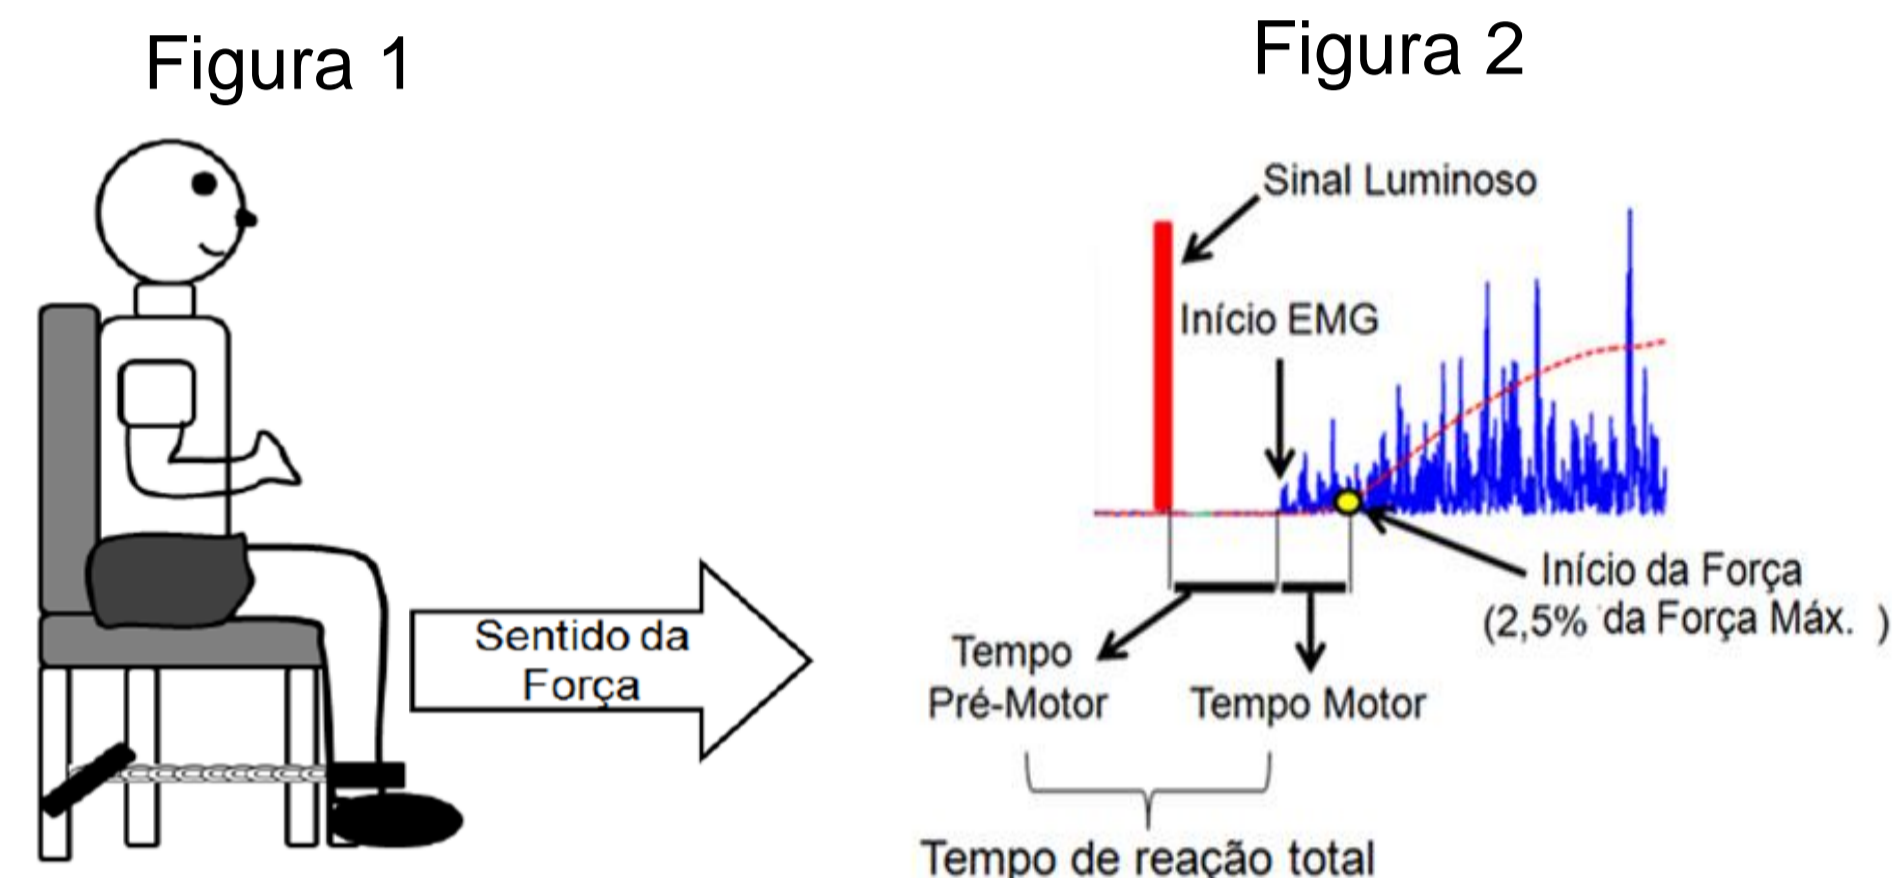 Figura 1
Figura 2
Sinal Luminoso
Início EMG
Sentido da
Força
Início da Força
(2,5% da Força Máx. )
Tempo
Pré-Motor
Tempo Motor
Tempo de reação total